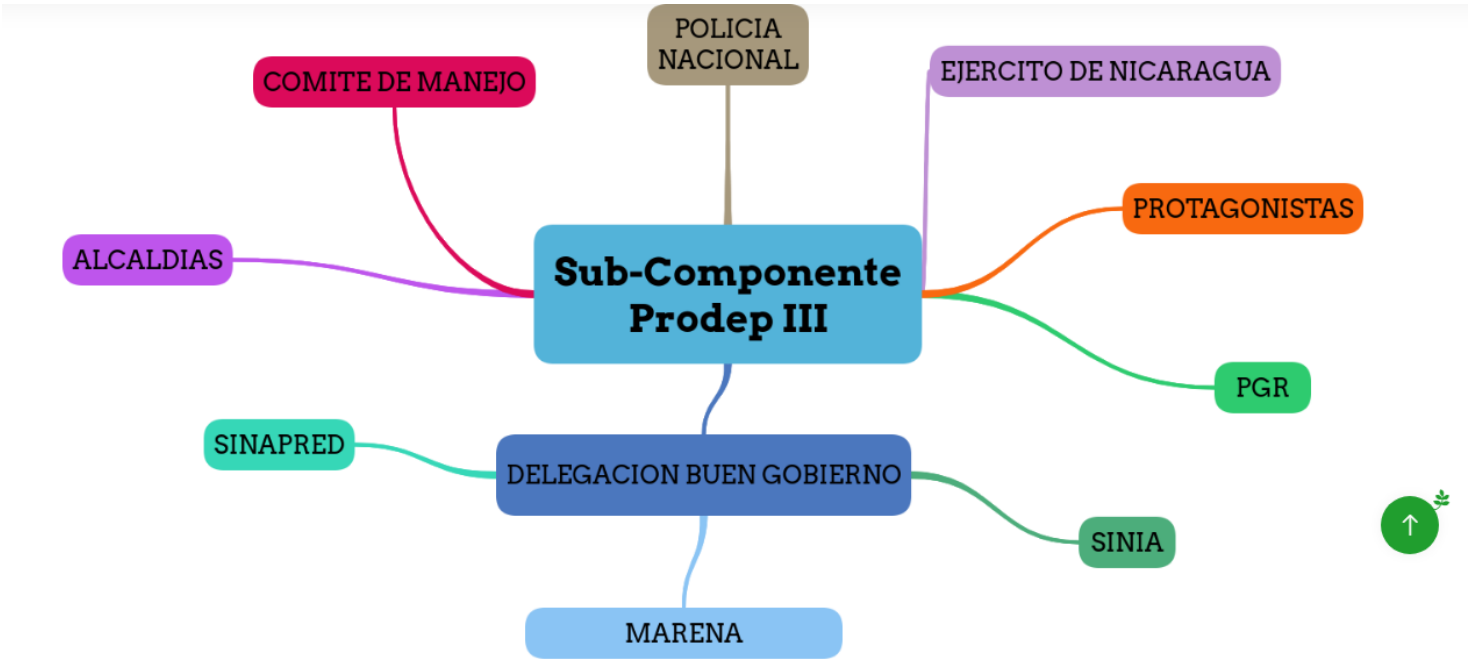 POLICIA
NACIONAL
COMITE DE MANEJO
EJERCITO DE NICARAGUA
PROTAGONISTAS
ALCALDIAS
Sub-Componente
Prodep III
PGR
SINAPRED
DELEGACION BUEN GOBIERNO
SINIA
MARENA